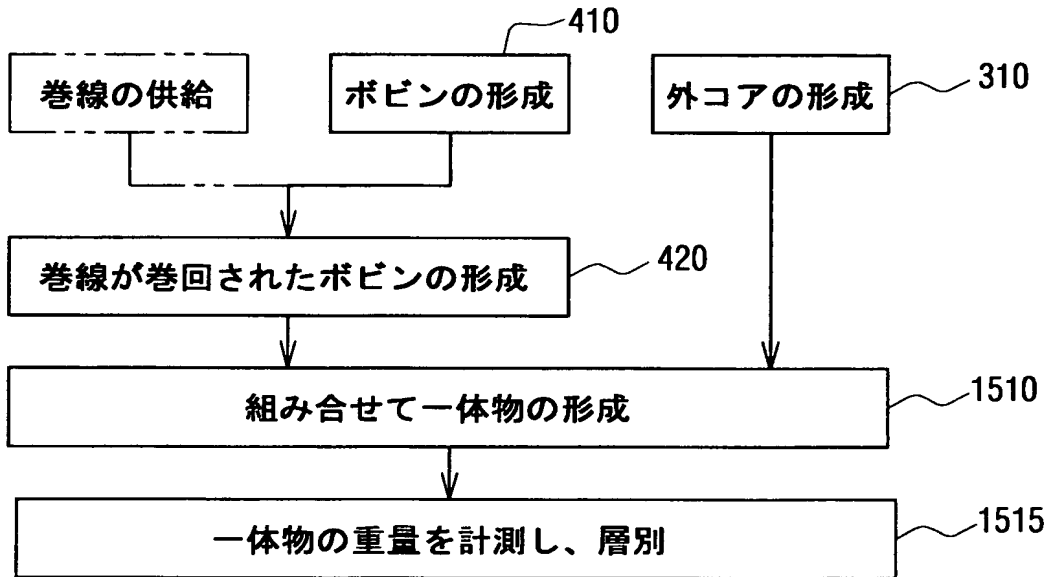 410
巻線の供給
ボビンの形成
外コアの形成
310
巻線が巻回されたボビンの形成
420
組み合せて一体物の形成
1510
一体物の重量を計測し、層別
1515